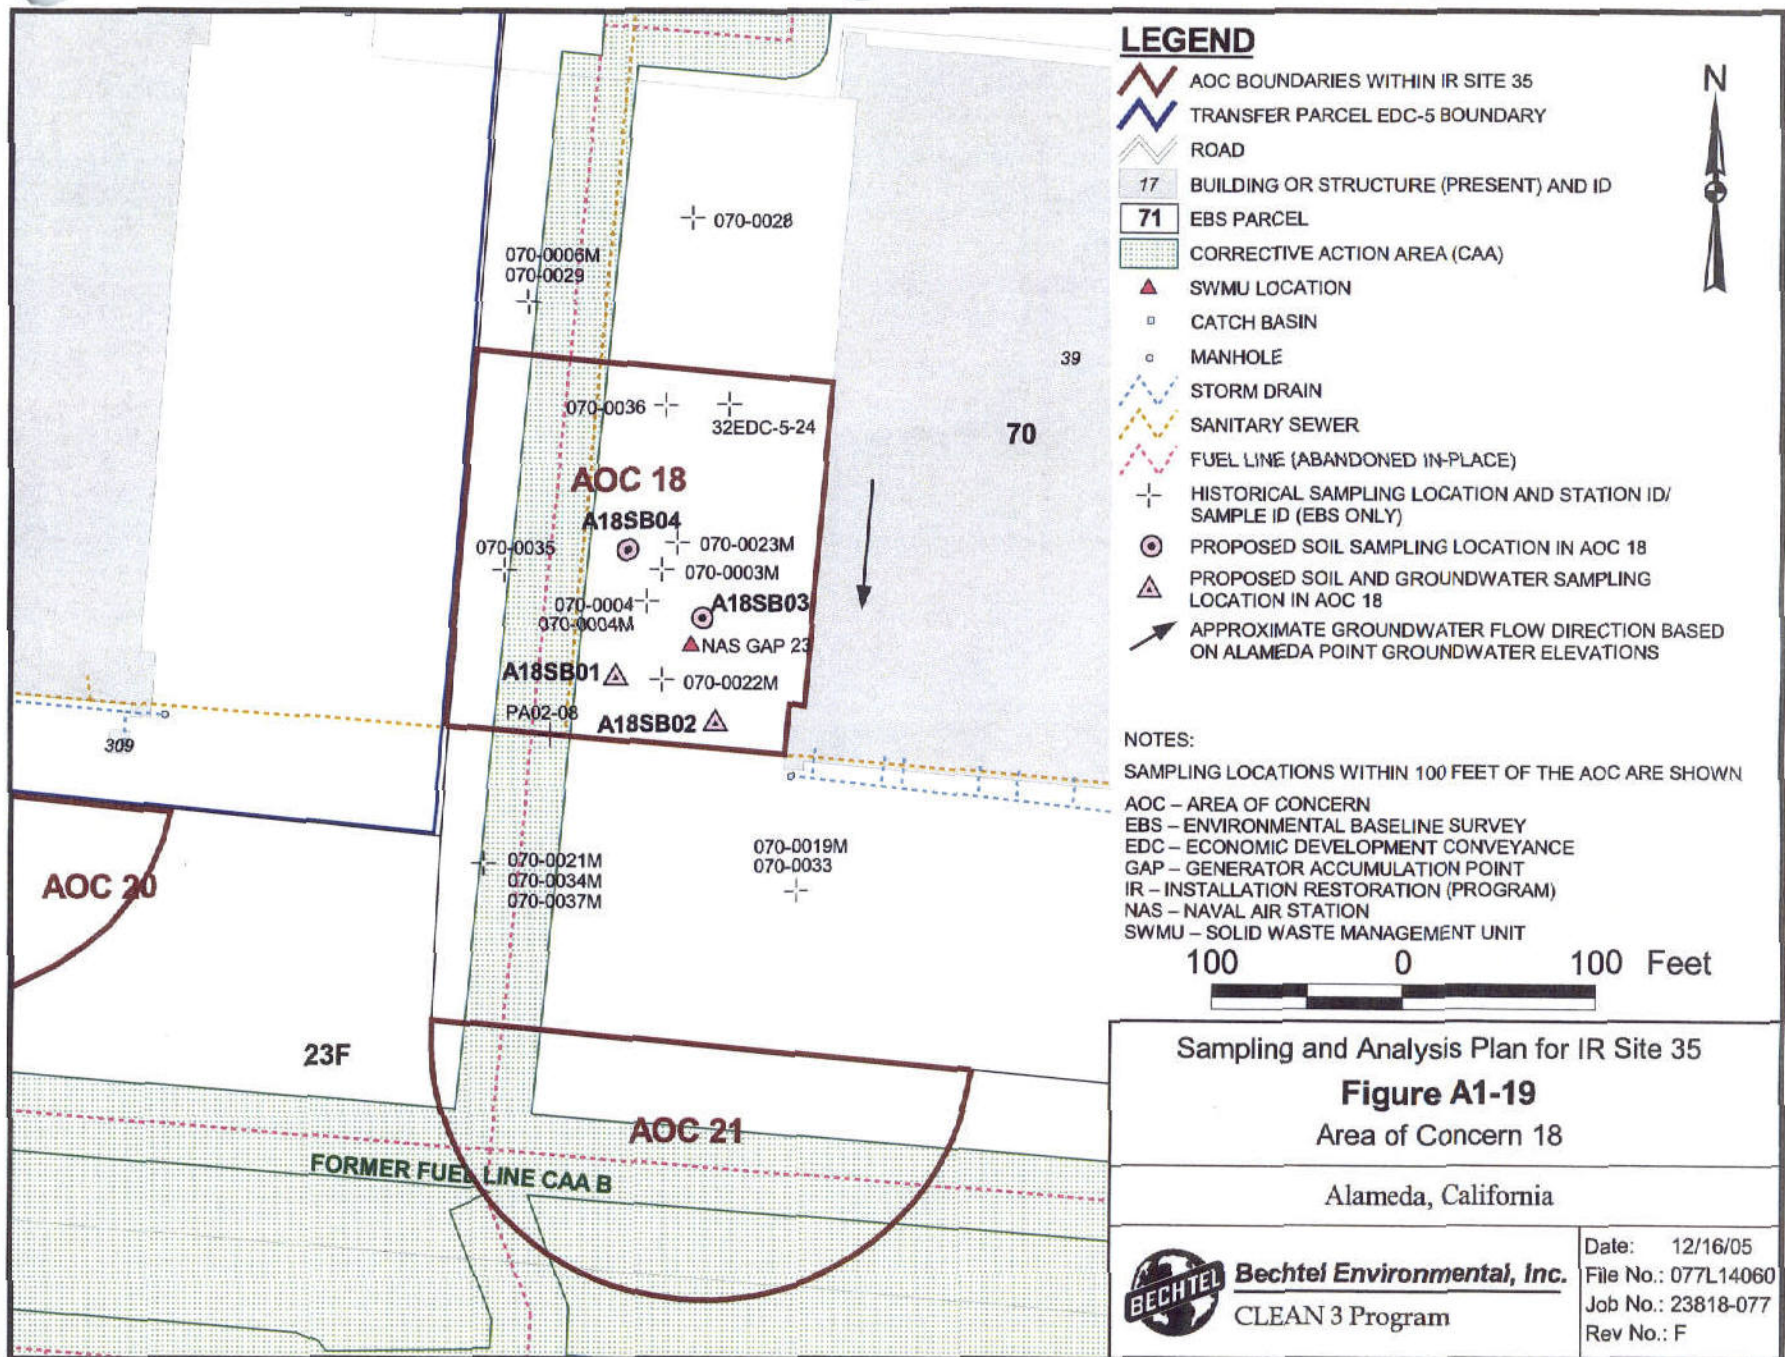 070-0028
070-0006M
070-0029
39
070-0036
32EDC-5-24
70
AOC 18
A18SB04
070-0035
070-0023M
070-0003M
070-0004
070-0004M
A18SB03
NAS GAP 23
A18SB01
070-0022M
PA02-08
A18SB02
309
AOC 20
070-0021M
070-0034M
070-0037M
070-0019M
070-0033
23F
AOC 21
FORMER FUEL LINE CAA B
LEGEND
AOC BOUNDARIES WITHIN IR SITE 35
TRANSFER PARCEL EDC-5 BOUNDARY
ROAD
17 BUILDING OR STRUCTURE (PRESENT) AND ID
71 EBS PARCEL
CORRECTIVE ACTION AREA (CAA)
SWMU LOCATION
CATCH BASIN
MANHOLE
STORM DRAIN
SANITARY SEWER
FUEL LINE (ABANDONED IN-PLACE)
HISTORICAL SAMPLING LOCATION AND STATION ID/
SAMPLE ID (EBS ONLY)
PROPOSED SOIL SAMPLING LOCATION IN AOC 18
PROPOSED SOIL AND GROUNDWATER SAMPLING
LOCATION IN AOC 18
APPROXIMATE GROUNDWATER FLOW DIRECTION BASED
ON ALAMEDA POINT GROUNDWATER ELEVATIONS
N
NOTES:
SAMPLING LOCATIONS WITHIN 100 FEET OF THE AOC ARE SHOWN
AOC – AREA OF CONCERN
EBS – ENVIRONMENTAL BASELINE SURVEY
EDC – ECONOMIC DEVELOPMENT CONVEYANCE
GAP – GENERATOR ACCUMULATION POINT
IR – INSTALLATION RESTORATION (PROGRAM)
NAS – NAVAL AIR STATION
SWMU – SOLID WASTE MANAGEMENT UNIT
100 0 100 Feet
Sampling and Analysis Plan for IR Site 35
Figure A1-19
Area of Concern 18
Alameda, California
BECHTEL
Bechtel Environmental, Inc.
CLEAN 3 Program
Date: 12/16/05
File No.: 077L14060
Job No.: 23818-077
Rev No.: F